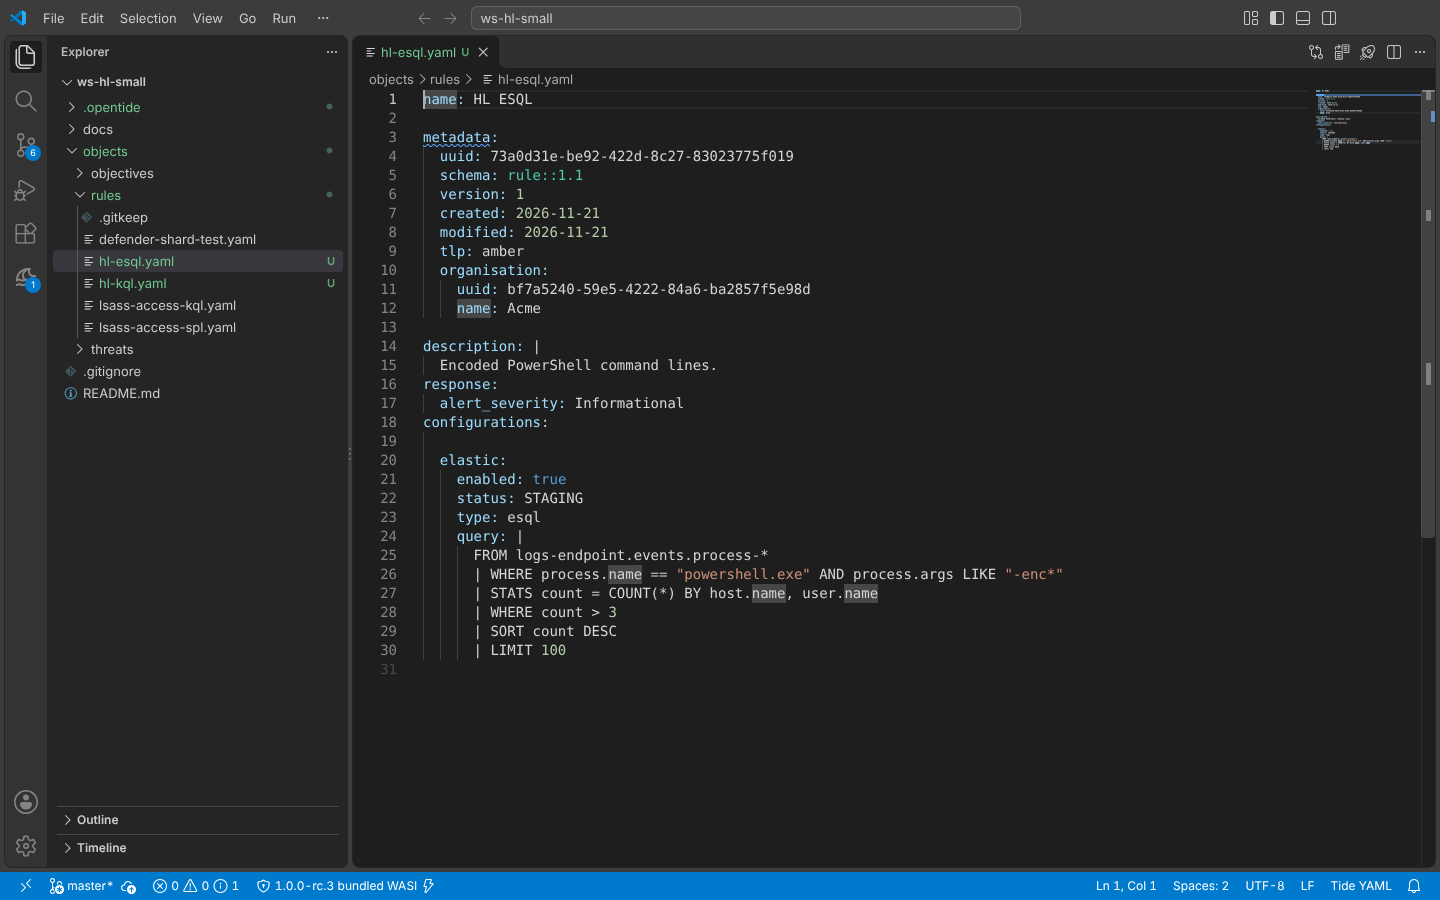 File Edit Selection View Go Run ···
ws-hl-small
Explorer
ws-hl-small
.opentide
docs
objects
objectives
rules
.gitkeep
defender-shard-test.yaml
hl-esql.yaml U
hl-kql.yaml U
lsass-access-kql.yaml
lsass-access-spl.yaml
threats
.gitignore
README.md
Outline
Timeline
6
1
hl-esql.yaml U
objects > rules > hl-esql.yaml
1 name: HL ESQL
2
3 metadata:
4 uuid: 73a0d31e-be92-422d-8c27-83023775f019
5 schema: rule::1.1
6 version: 1
7 created: 2026-11-21
8 modified: 2026-11-21
9 tlp: amber
10 organisation:
11 uuid: bf7a5240-59e5-4222-84a6-ba2857f5e98d
12 name: Acme
13
14 description: |
15 Encoded PowerShell command lines.
16 response:
17 alert_severity: Informational
18 configurations:
19
20 elastic:
21 enabled: true
22 status: STAGING
23 type: esql
24 query: |
25 FROM logs-endpoint.events.process-*
26 | WHERE process.name == "powershell.exe" AND process.args LIKE "-enc*"
27 | STATS count = COUNT(*) BY host.name, user.name
28 | WHERE count > 3
29 | SORT count DESC
30 | LIMIT 100
31
master* 0 0 1 1.0.0-rc.3 bundled WASI Ln 1, Col 1 Spaces: 2 UTF-8 LF Tide YAML